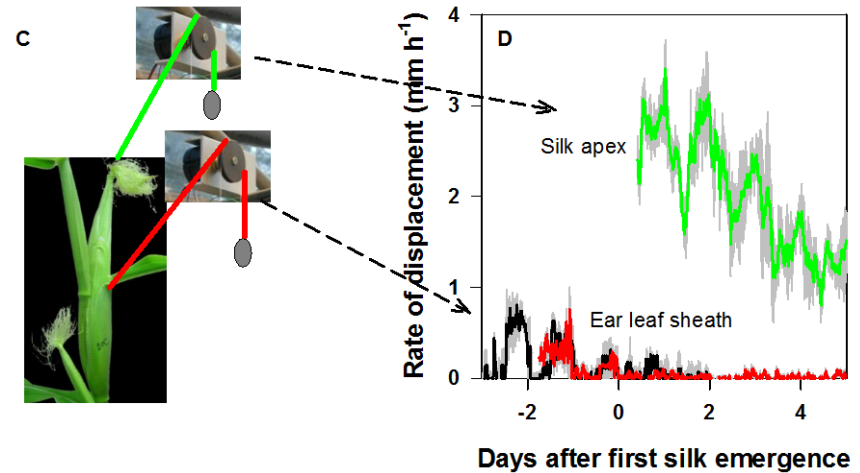 C
D
Rate of displacement (mm h-1)
4
3
2
1
0
Silk apex
Ear leaf sheath
-2
0
2
4
Days after first silk emergence